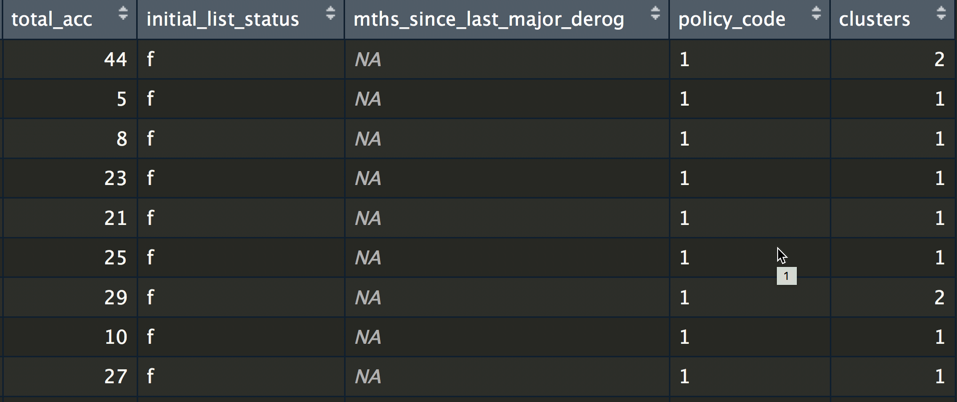 total_acc initial_list_status mths_since_last_major_derog policy_code clusters
44 f NA 1 2
5 f NA 1 1
8 f NA 1 1
23 f NA 1 1
21 f NA 1 1
25 f NA 1 1
1
29 f NA 1 2
10 f NA 1 1
27 f NA 1 1